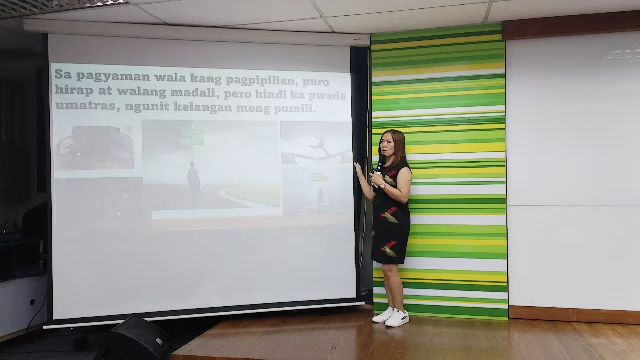 Sa pagyaman wala kang pagpipilian, puro
hirap at walang madali, pero hindi ka pwede
umatras, ngunit kelangan mong pumili.